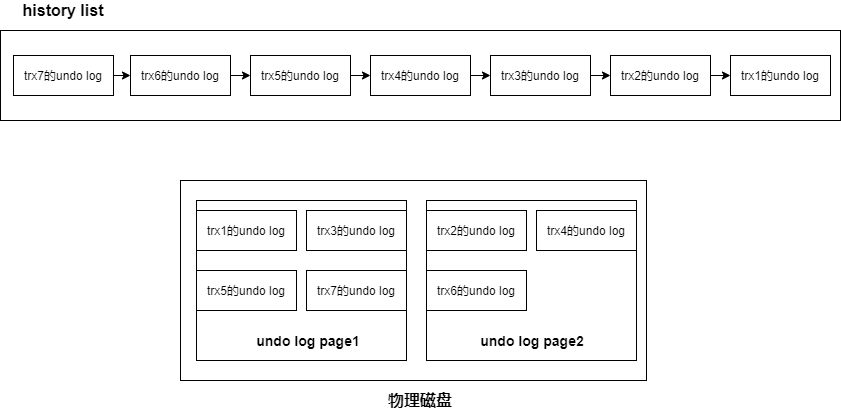 history list
trx7的undo log
trx6的undo log
trx5的undo log
trx4的undo log
trx3的undo log
trx2的undo log
trx1的undo log
trx1的undo log
trx3的undo log
trx2的undo log
trx4的undo log
trx5的undo log
trx7的undo log
trx6的undo log
undo log page1
undo log page2
物理磁盘